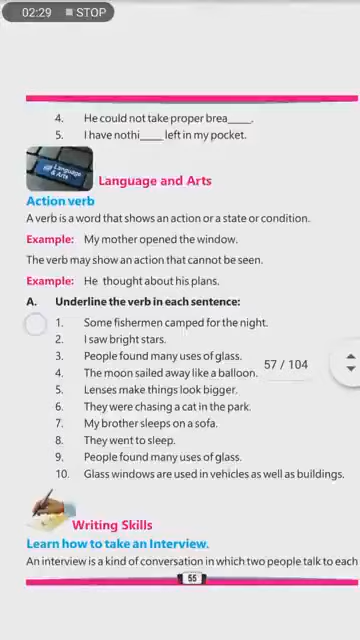 02:29 STOP
4. He could not take proper brea____.
5. I have nothi____ left in my pocket.
Language & Arts
Language and Arts
Action verb
A verb is a word that shows an action or a state or condition.
Example: My mother opened the window.
The verb may show an action that cannot be seen.
Example: He thought about his plans.
A. Underline the verb in each sentence:
1. Some fishermen camped for the night.
2. I saw bright stars.
3. People found many uses of glass.
57 / 104
4. The moon sailed away like a balloon.
5. Lenses make things look bigger.
6. They were chasing a cat in the park.
7. My brother sleeps on a sofa.
8. They went to sleep.
9. People found many uses of glass.
10. Glass windows are used in vehicles as well as buildings.
Writing Skills
Learn how to take an Interview.
An interview is a kind of conversation in which two people talk to each
55